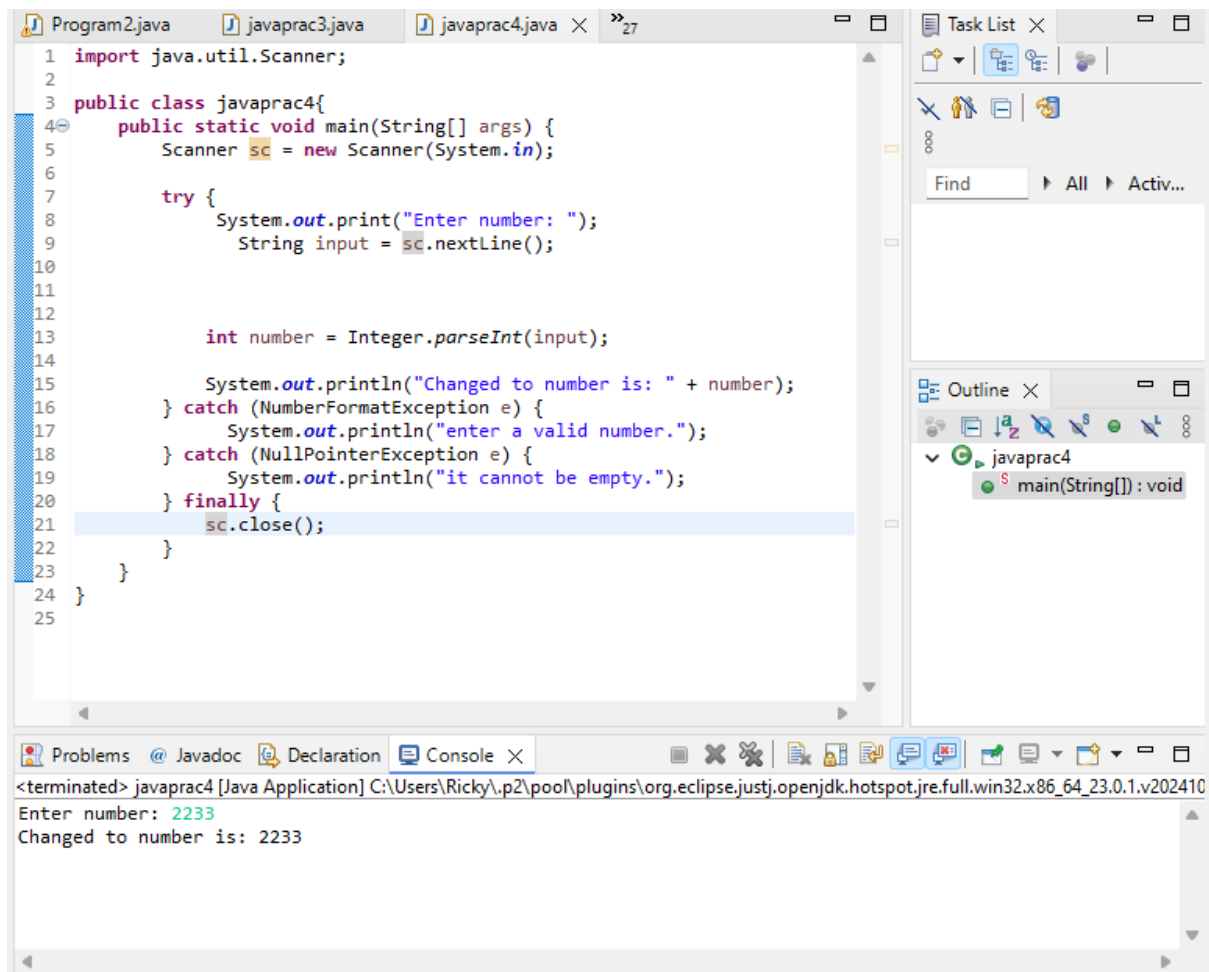 Program2.java javaprac3.java javaprac4.java »27
1 import java.util.Scanner;
2
3 public class javaprac4{
4 public static void main(String[] args) {
5 Scanner sc = new Scanner(System.in);
6
7 try {
8 System.out.print("Enter number: ");
9 String input = sc.nextLine();
10
11
12
13 int number = Integer.parseInt(input);
14
15 System.out.println("Changed to number is: " + number);
16 } catch (NumberFormatException e) {
17 System.out.println("enter a valid number.");
18 } catch (NullPointerException e) {
19 System.out.println("it cannot be empty.");
20 } finally {
21 sc.close();
22 }
23 }
24 }
25
Task List
Find All Activ...
Outline
javaprac4
main(String[]) : void
Problems @ Javadoc Declaration Console
<terminated> javaprac4 [Java Application] C:\Users\Ricky\.p2\pool\plugins\org.eclipse.justj.openjdk.hotspot.jre.full.win32.x86_64_23.0.1.v202410
Enter number: 2233
Changed to number is: 2233